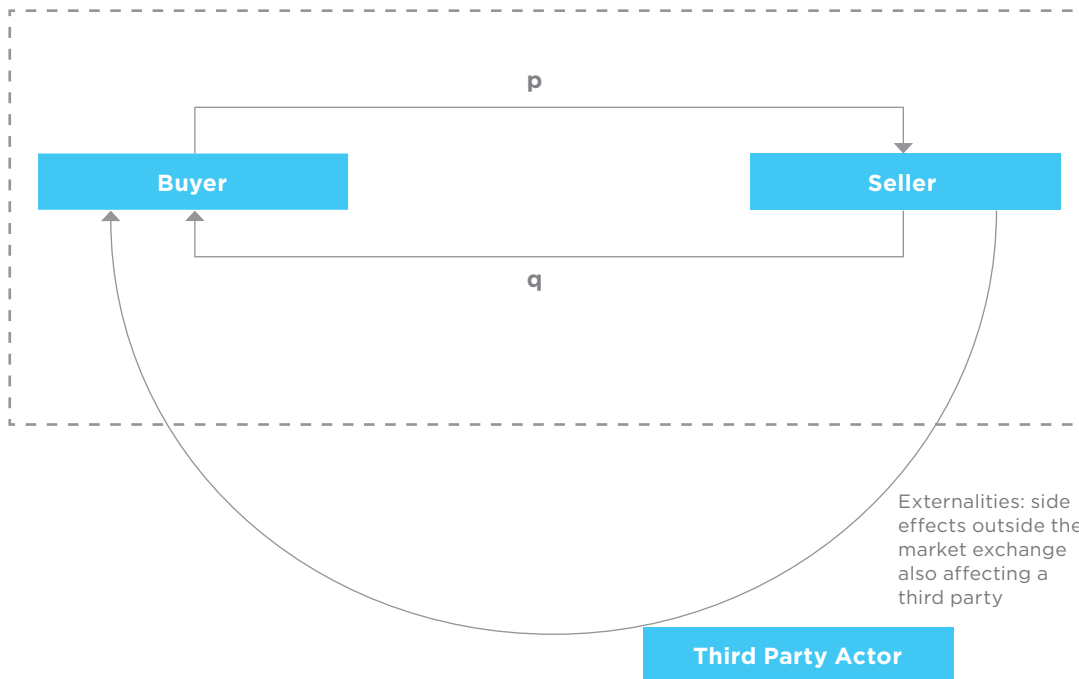 p
Buyer
Seller
q
Externalities: side
effects outside the
market exchange
also affecting a
third party
Third Party Actor